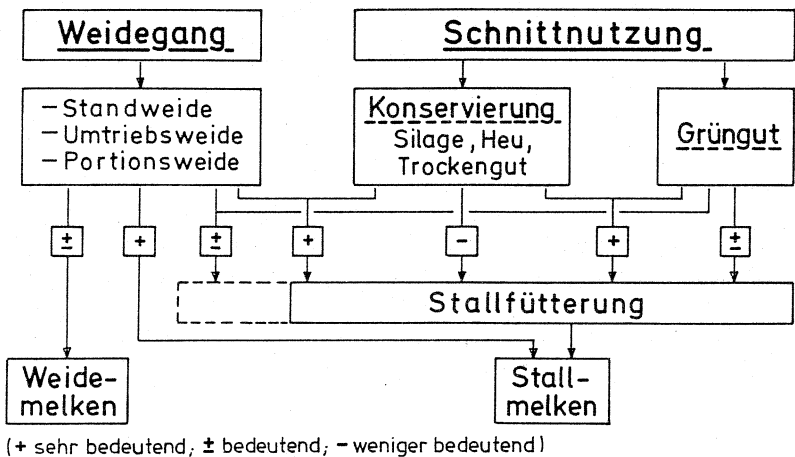 Weidegang
Schnittnutzung
– Standweide
– Umtriebsweide
– Portionsweide
Konservierung
Silage, Heu,
Trockengut
Grüngut
± + ± + – + ±
Stallfütterung
Weide-
melken
Stall-
melken
(+ sehr bedeutend; ± bedeutend; – weniger bedeutend)